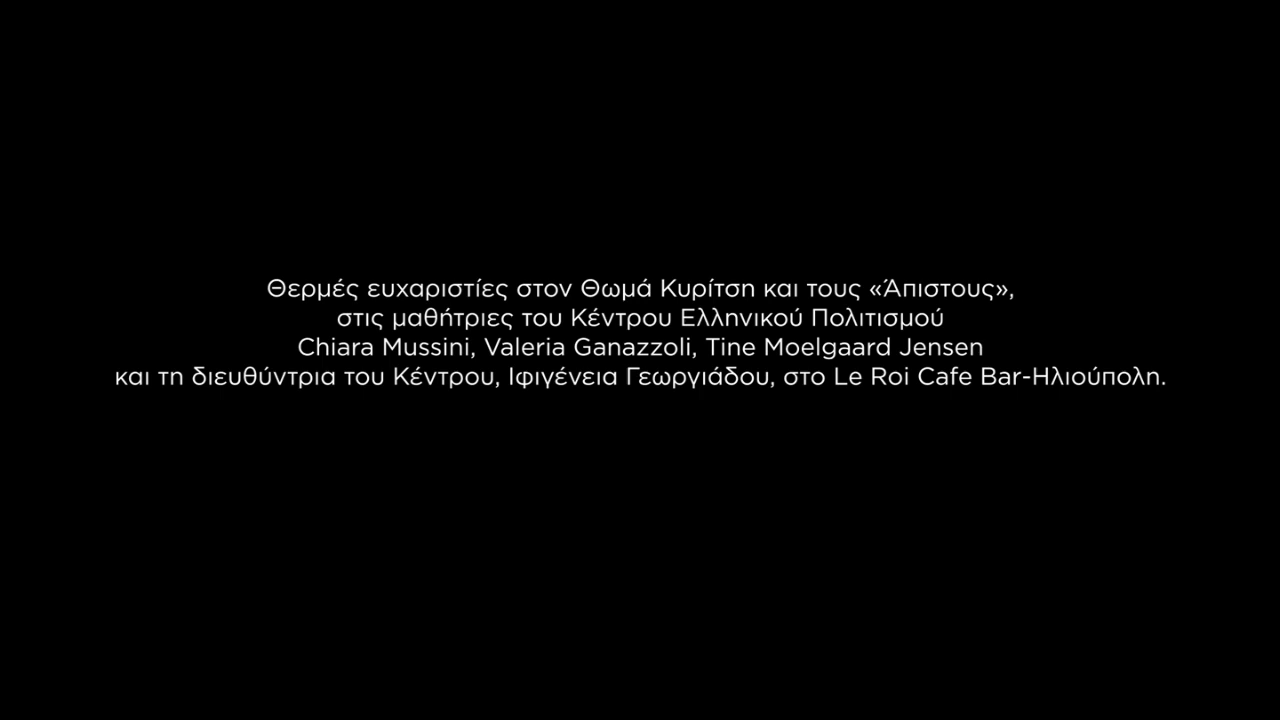 Θερμές ευχαριστίες στον Θωμά Κυρίτση και τους «Άπιστους»,
στις μαθήτριες του Κέντρου Ελληνικού Πολιτισμού
Chiara Mussini, Valeria Ganazzoli, Tine Moelgaard Jensen
και τη διευθύντρια του Κέντρου, Ιφιγένεια Γεωργιάδου, στο Le Roi Cafe Bar-Ηλιούπολη.